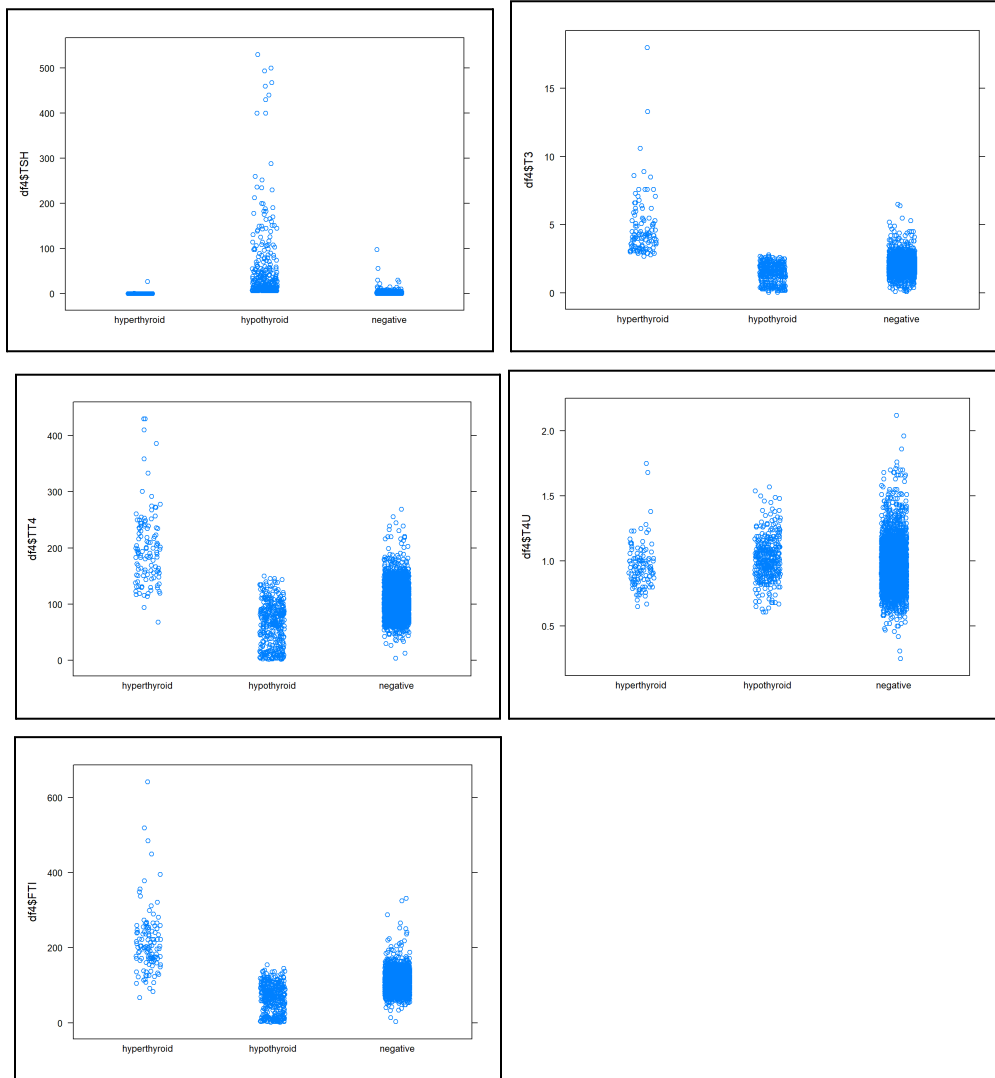 df4$TSH
500
400
300
200
100
0
hyperthyroid hypothyroid negative
df4$T3
15
10
5
0
hyperthyroid hypothyroid negative
df4$TT4
400
300
200
100
0
hyperthyroid hypothyroid negative
df4$T4U
2.0
1.5
1.0
0.5
hyperthyroid hypothyroid negative
df4$FTI
600
400
200
0
hyperthyroid hypothyroid negative